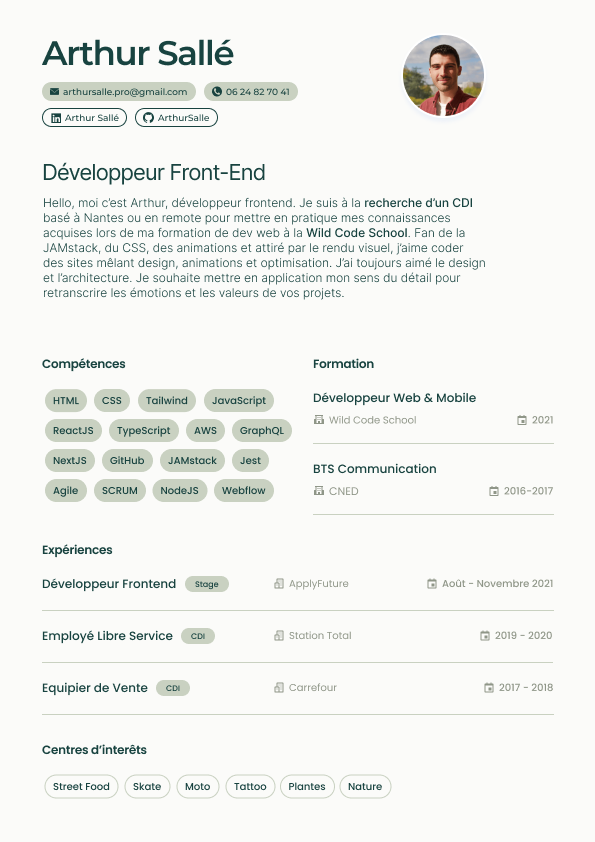 Arthur Sallé
arthursalle.pro@gmail.com 06 24 82 70 41
Arthur Sallé ArthurSalle
Développeur Front-End
Hello, moi c’est Arthur, développeur frontend. Je suis à la recherche d’un CDI
basé à Nantes ou en remote pour mettre en pratique mes connaissances
acquises lors de ma formation de dev web à la Wild Code School. Fan de la
JAMstack, du CSS, des animations et attiré par le rendu visuel, j’aime coder
des sites mêlant design, animations et optimisation. J’ai toujours aimé le design
et l’architecture. Je souhaite mettre en application mon sens du détail pour
retranscrire les émotions et les valeurs de vos projets.
Compétences
HTML CSS Tailwind JavaScript
ReactJS TypeScript AWS GraphQL
NextJS GitHub JAMstack Jest
Agile SCRUM NodeJS Webflow
Formation
Développeur Web & Mobile
Wild Code School 2021
BTS Communication
CNED 2016-2017
Expériences
Développeur Frontend Stage ApplyFuture Août - Novembre 2021
Employé Libre Service CDI Station Total 2019 - 2020
Equipier de Vente CDI Carrefour 2017 - 2018
Centres d’interêts
Street Food Skate Moto Tattoo Plantes Nature